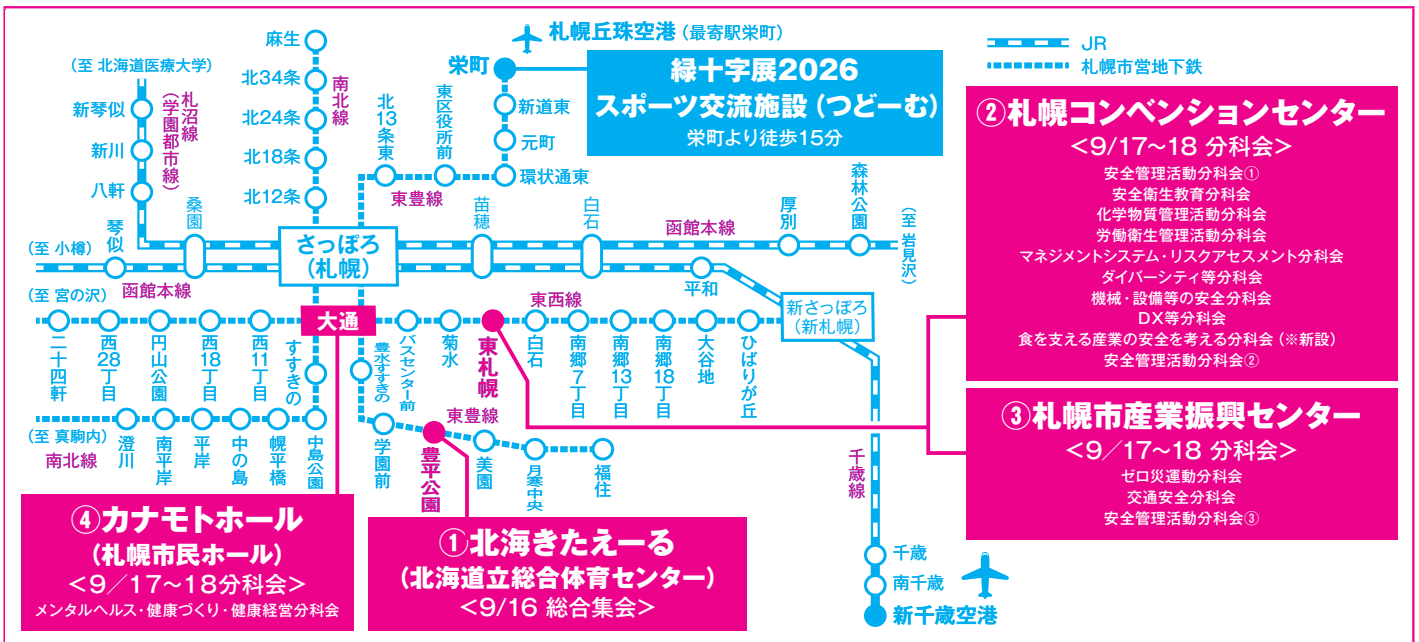 札幌丘珠空港(最寄駅栄町)
JR
札幌市営地下鉄
緑十字展2026
スポーツ交流施設(つどーむ)
栄町より徒歩15分
栄町
新道東
元町
環状通東
東区役所前
北13条東
東豊線
麻生
北34条
北24条
北18条
北12条
南北線
(至 北海道医療大学)
新琴似
新川
八軒
札沼線
(学園都市線)
桑園
琴似
(至 小樽)
函館本線
さっぽろ
(札幌)
苗穂
白石
函館本線
厚別
森林公園
(至 岩見沢)
平和
新さっぽろ
(新札幌)
(至 宮の沢)
二十四軒
西28丁目
円山公園
西18丁目
西11丁目
大通
バスセンター前
菊水
東札幌
東西線
白石
南郷7丁目
南郷13丁目
南郷18丁目
大谷地
ひばりが丘
すすきの
豊水すすきの
(至 真駒内)
南北線
澄川
南平岸
平岸
中の島
幌平橋
中島公園
学園前
東豊線
豊平公園
美園
月寒中央
福住
千歳線
千歳
南千歳
新千歳空港
②札幌コンベンションセンター
<9/17~18 分科会>
安全管理活動分科会①
安全衛生教育分科会
化学物質管理活動分科会
労働衛生管理活動分科会
マネジメントシステム・リスクアセスメント分科会
ダイバーシティ等分科会
機械・設備等の安全分科会
DX等分科会
食を支える産業の安全を考える分科会(※新設)
安全管理活動分科会②
③札幌市産業振興センター
<9/17~18 分科会>
ゼロ災運動分科会
交通安全分科会
安全管理活動分科会③
④カナモトホール
(札幌市民ホール)
<9/17~18分科会>
メンタルヘルス・健康づくり・健康経営分科会
①北海きたえーる
(北海道立総合体育センター)
<9/16 総合集会>